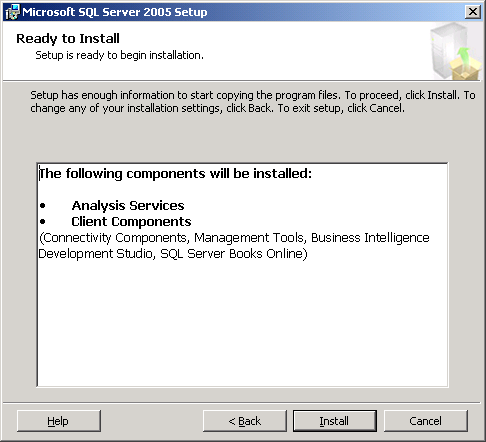 Microsoft SQL Server 2005 Setup
Ready to Install
Setup is ready to begin installation.
Setup has enough information to start copying the program files. To proceed, click Install. To
change any of your installation settings, click Back. To exit setup, click Cancel.
The following components will be installed:
• Analysis Services
• Client Components
(Connectivity Components, Management Tools, Business Intelligence
Development Studio, SQL Server Books Online)
Help
< Back
Install
Cancel